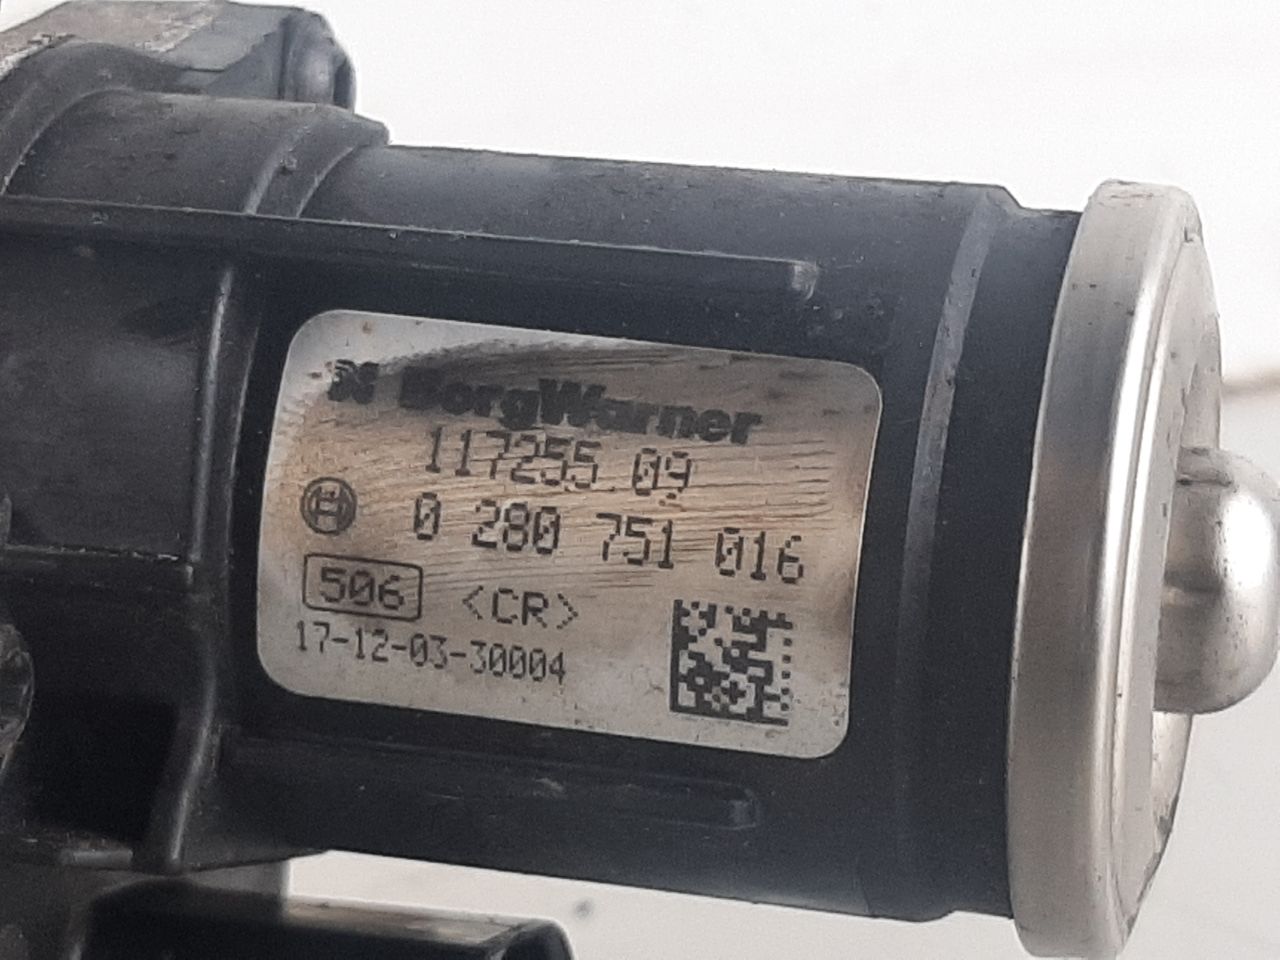 BorgWarner
117255 09
0 280 751 016
506 <CR>
17-12-03-30004